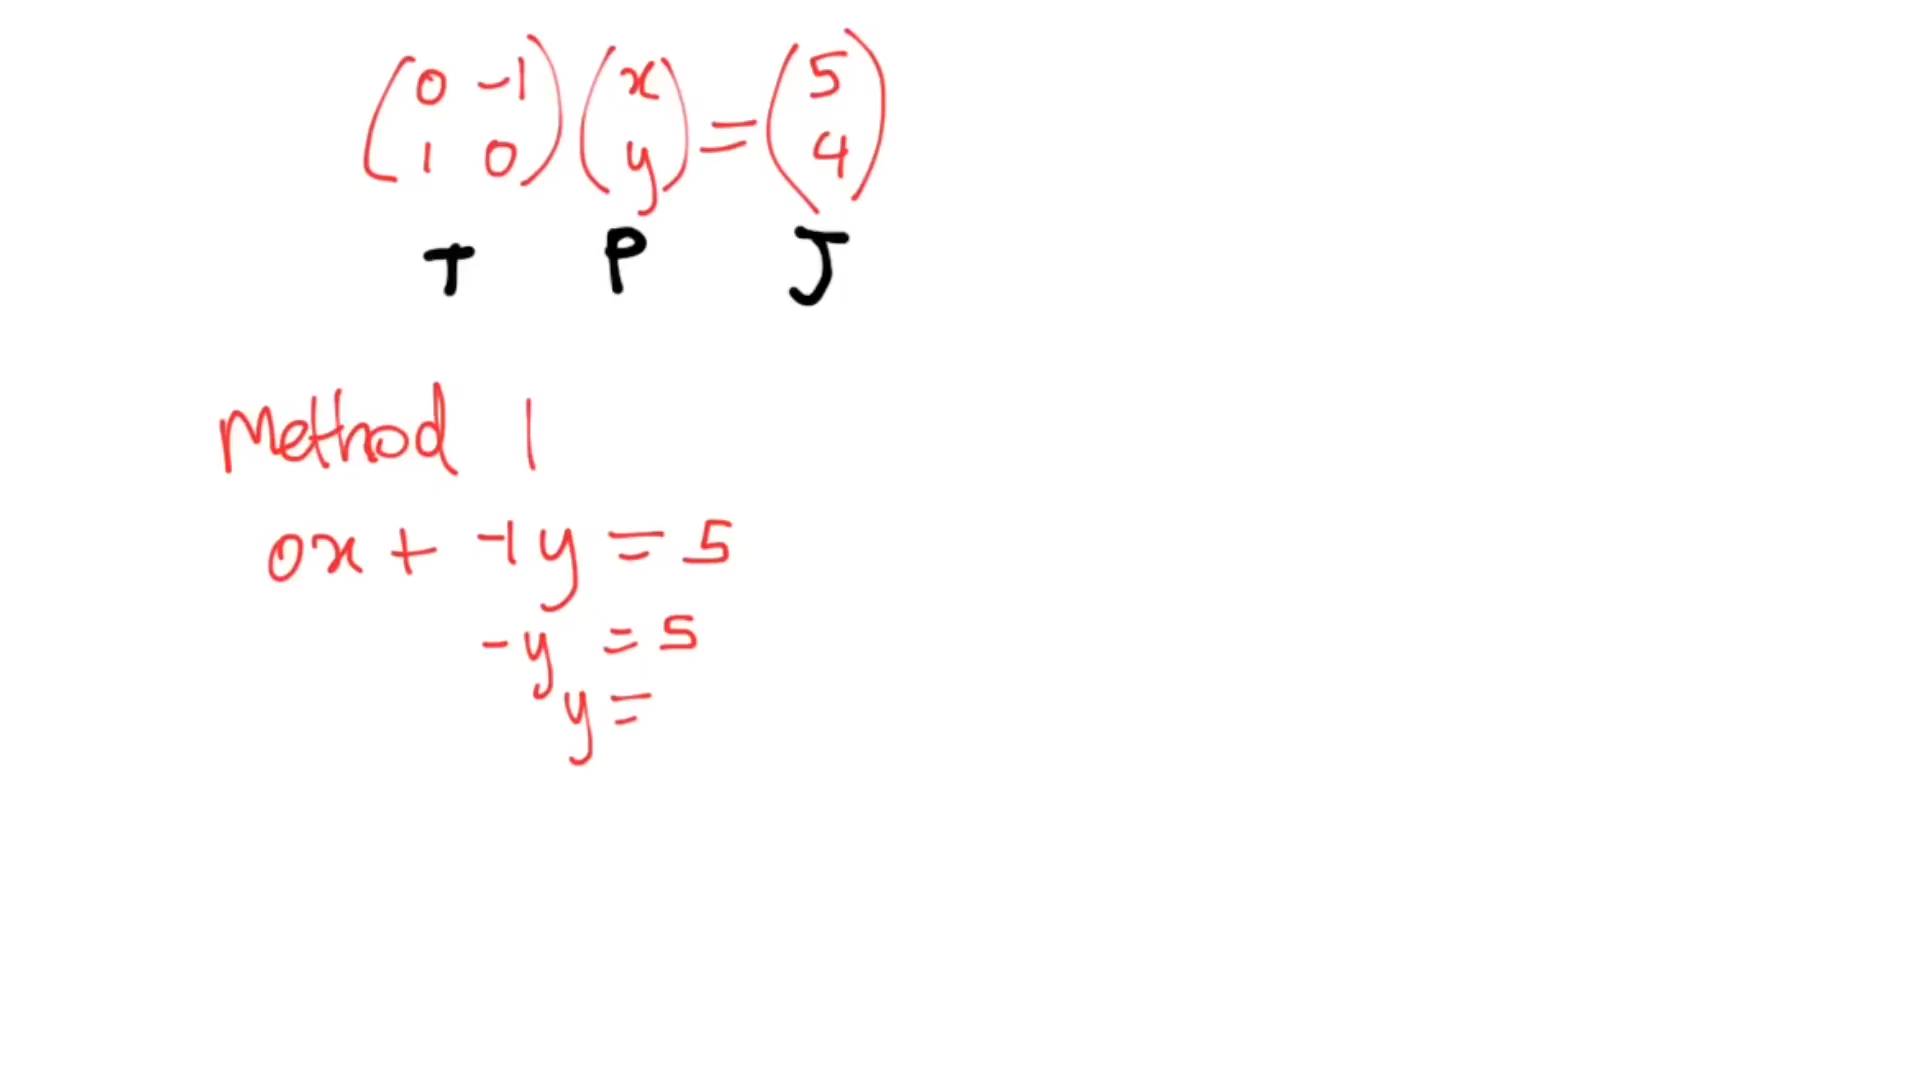 (0 -1) (x) = (5)
(1 0) (y) (4)
T P J
Method 1
0x + -1y = 5
-y = 5
y =